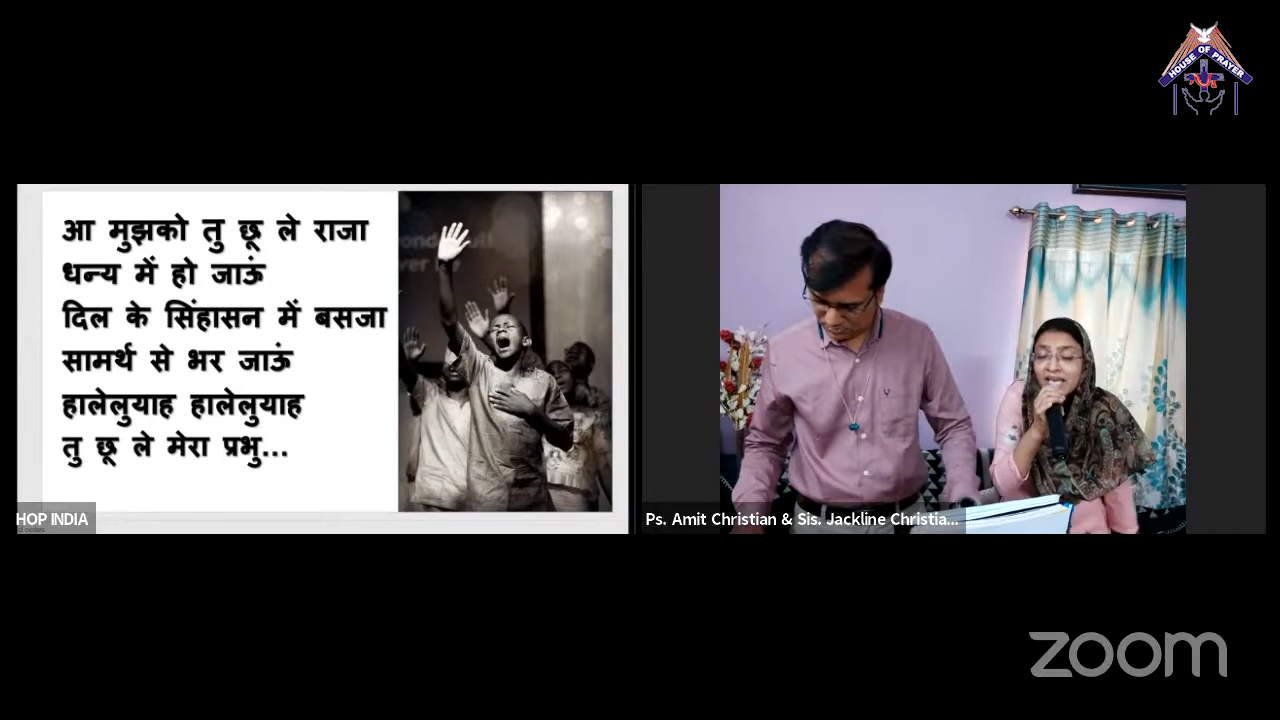 HOUSE OF PRAYER
आ मुझको तु छू ले राजा
धन्य में हो जाऊं
दिल के सिंहासन में बसजा
सामर्थ से भर जाऊं
हालेलुयाह हालेलुयाह
तु छू ले मेरा प्रभु...
HOP INDIA
Ps. Amit Christian & Sis. Jackline Christia...
zoom